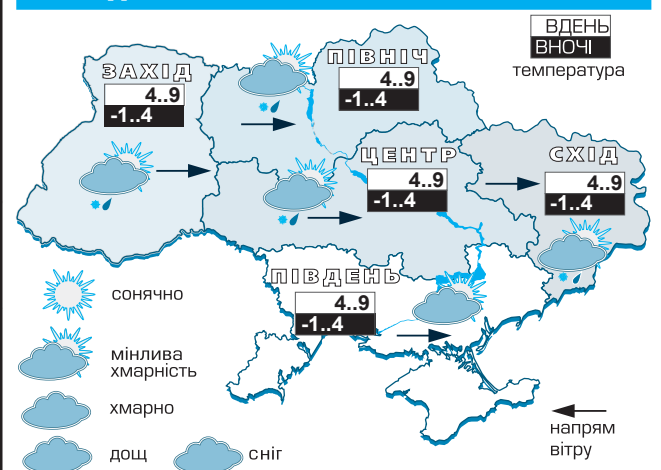 ВДЕНЬ
ВНОЧІ
температура
ПІВНІЧ
4..9
-1..4
ЗАХІД
4..9
-1..4
ЦЕНТР
4..9
-1..4
СХІД
4..9
-1..4
ПІВДЕНЬ
4..9
-1..4
сонячно
мінлива
хмарність
хмарно
дощ
сніг
напрям
вітру